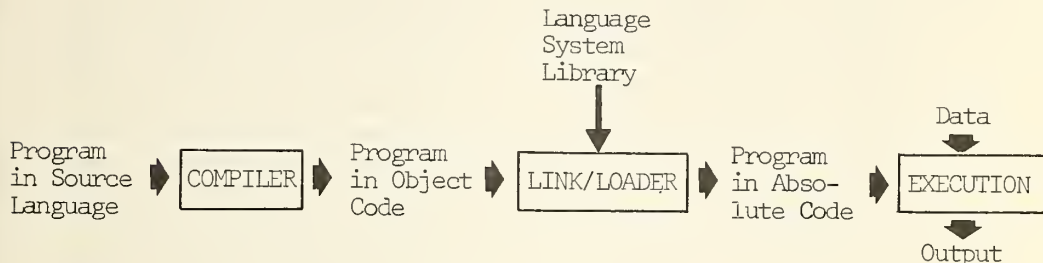 Language
System
Library
Data
Program
in Source
Language
COMPILER
Program
in Object
Code
LINK/LOADER
Program
in Abso-
lute Code
EXECUTION
Output